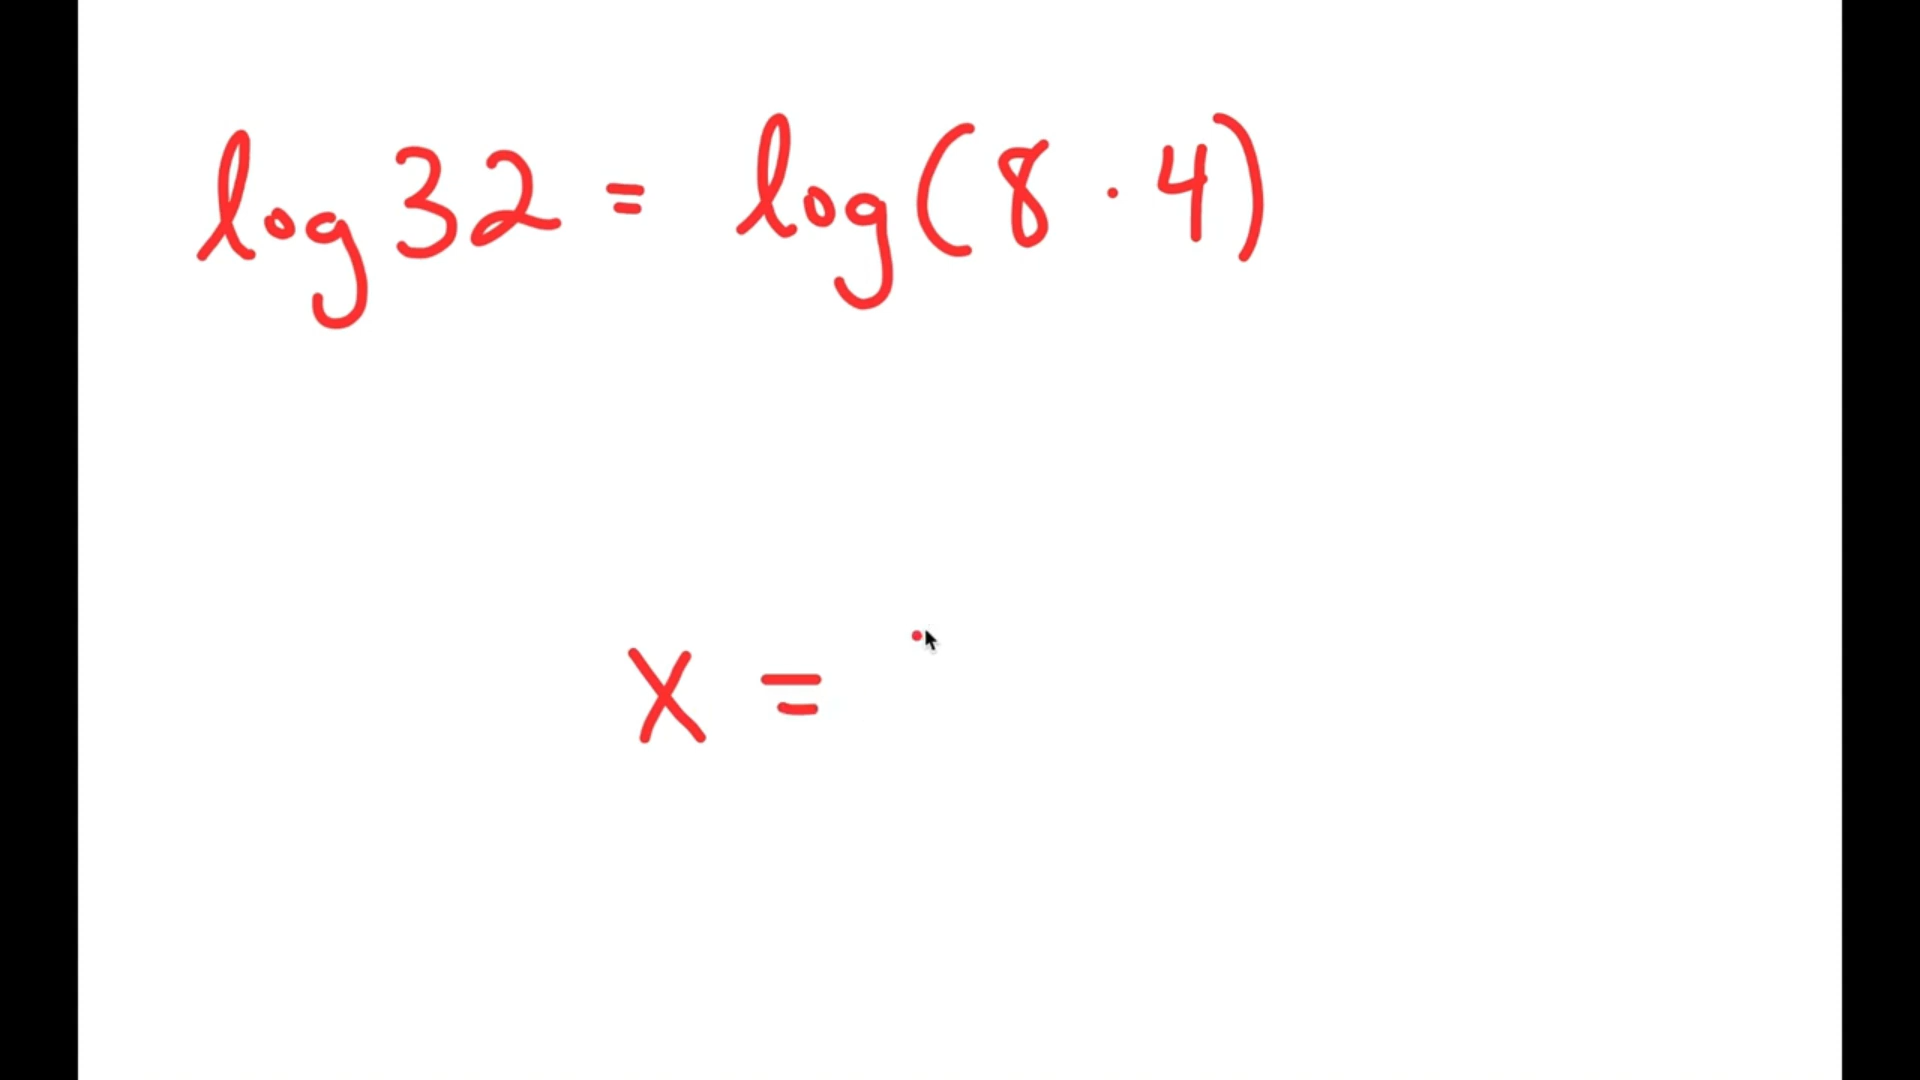 log 32 = log(8 · 4)
x =